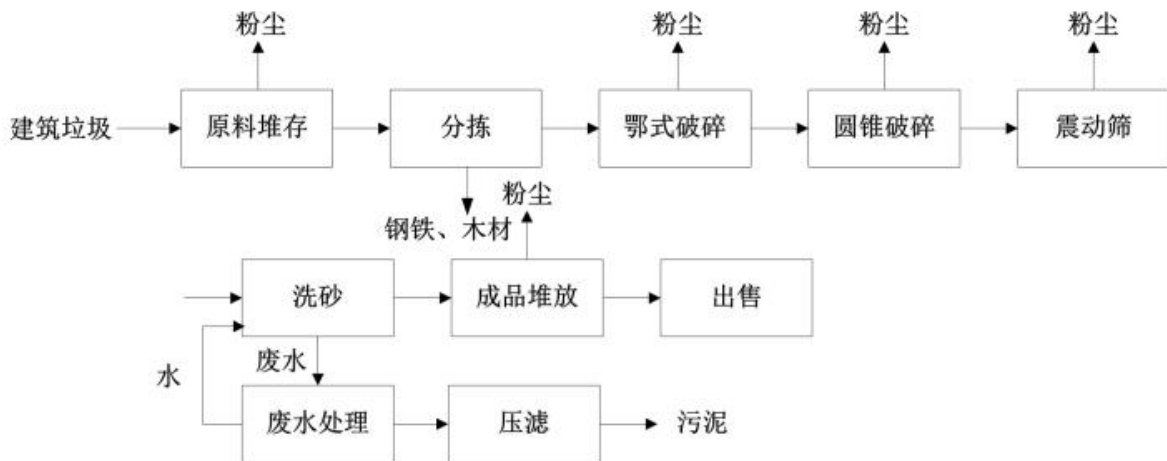 粉尘 粉尘 粉尘 粉尘
建筑垃圾 原料堆存 分拣 鄂式破碎 圆锥破碎 震动筛
粉尘
钢铁、木材
洗砂 成品堆放 出售
水 废水
废水处理 压滤 污泥